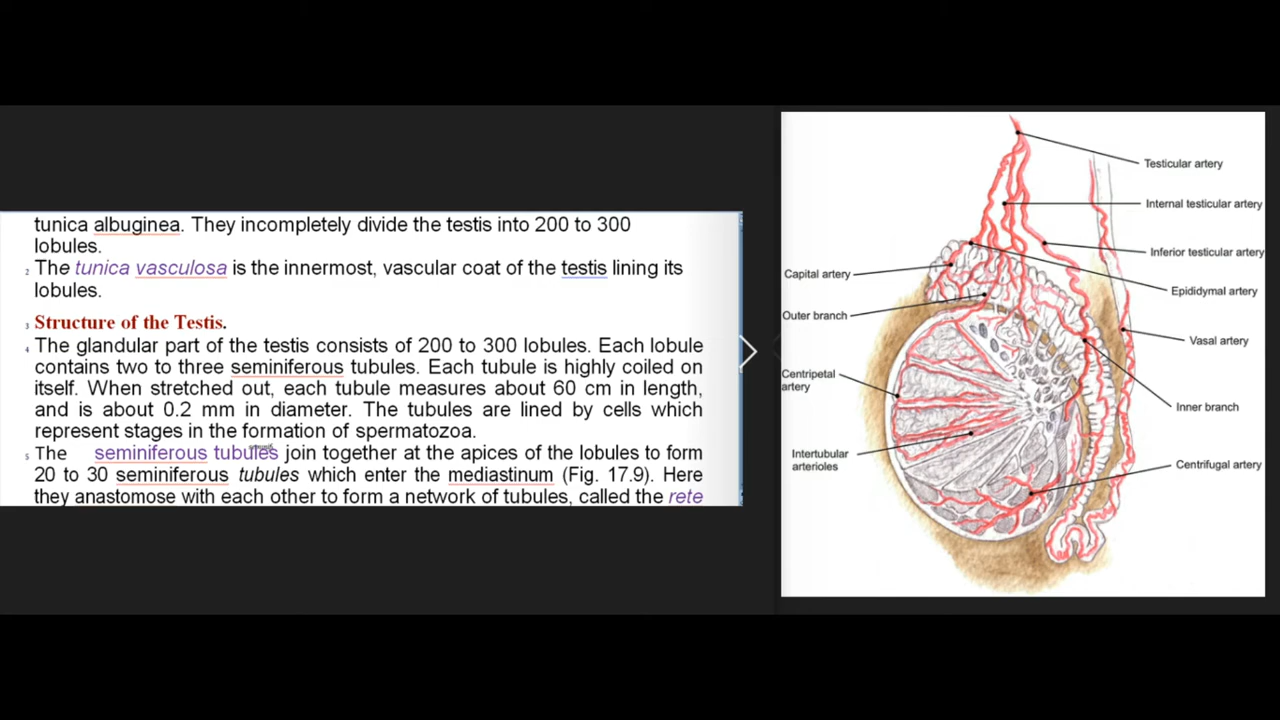 tunica albuginea. They incompletely divide the testis into 200 to 300
lobules.
2 The tunica vasculosa is the innermost, vascular coat of the testis lining its
lobules.
3 Structure of the Testis.
4 The glandular part of the testis consists of 200 to 300 lobules. Each lobule
contains two to three seminiferous tubules. Each tubule is highly coiled on
itself. When stretched out, each tubule measures about 60 cm in length,
and is about 0.2 mm in diameter. The tubules are lined by cells which
represent stages in the formation of spermatozoa.
5 The seminiferous tubules join together at the apices of the lobules to form
20 to 30 seminiferous tubules which enter the mediastinum (Fig. 17.9). Here
they anastomose with each other to form a network of tubules, called the rete
Testicular artery
Internal testicular artery
Inferior testicular artery
Capital artery
Epididymal artery
Outer branch
Vasal artery
Centripetal
artery
Inner branch
Intertubular
arterioles
Centrifugal artery